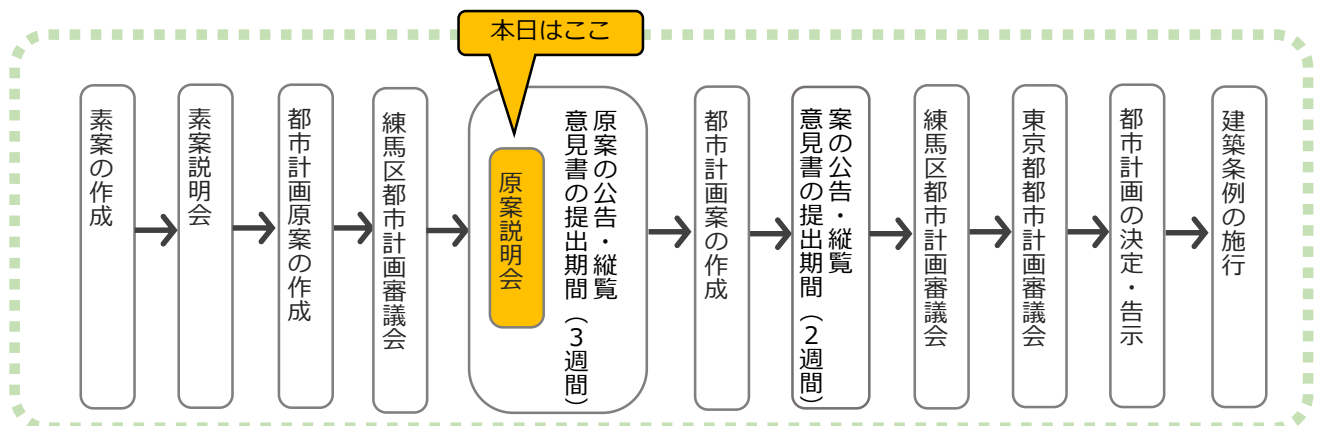 本日はここ
素案の作成
素案説明会
都市計画原案の作成
練馬区都市計画審議会
原案の公告・縦覧
意見書の提出期間（3週間）
原案説明会
都市計画案の作成
案の公告・縦覧
意見書の提出期間（2週間）
練馬区都市計画審議会
東京都都市計画審議会
都市計画の決定・告示
建築条例の施行